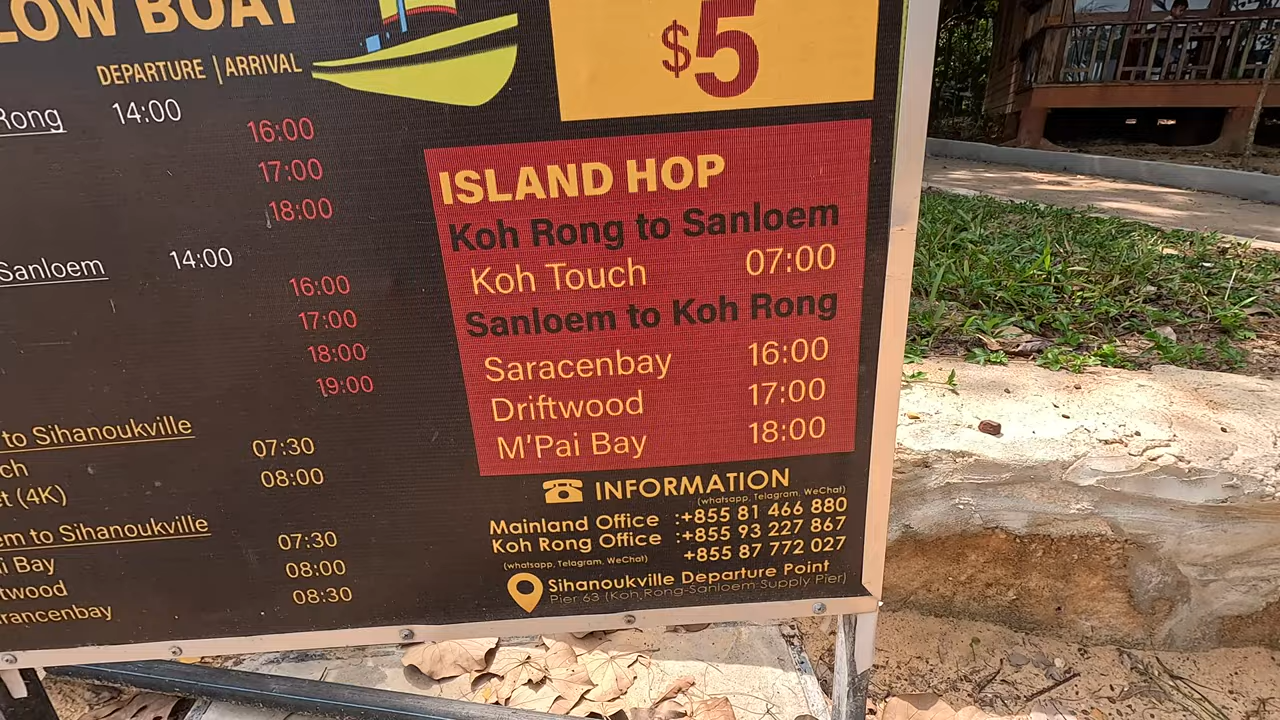 LOW BOAT
DEPARTURE | ARRIVAL
Rong 14:00
16:00
17:00
18:00
Sanloem 14:00
16:00
17:00
18:00
19:00
to Sihanoukville
ch 07:30
et (4K) 08:00
em to Sihanoukville
i Bay 07:30
twood 08:00
rancenbay 08:30
$5
ISLAND HOP
Koh Rong to Sanloem
Koh Touch 07:00
Sanloem to Koh Rong
Saracenbay 16:00
Driftwood 17:00
M'Pai Bay 18:00
INFORMATION
(whatsapp, Telagram, WeChat)
Mainland Office :+855 81 466 880
Koh Rong Office :+855 93 227 867
(whatsapp, Telagram, WeChat) +855 87 772 027
Sihanoukville Departure Point
Pier 63 (Koh Rong-Sanloem-Supply Pier)